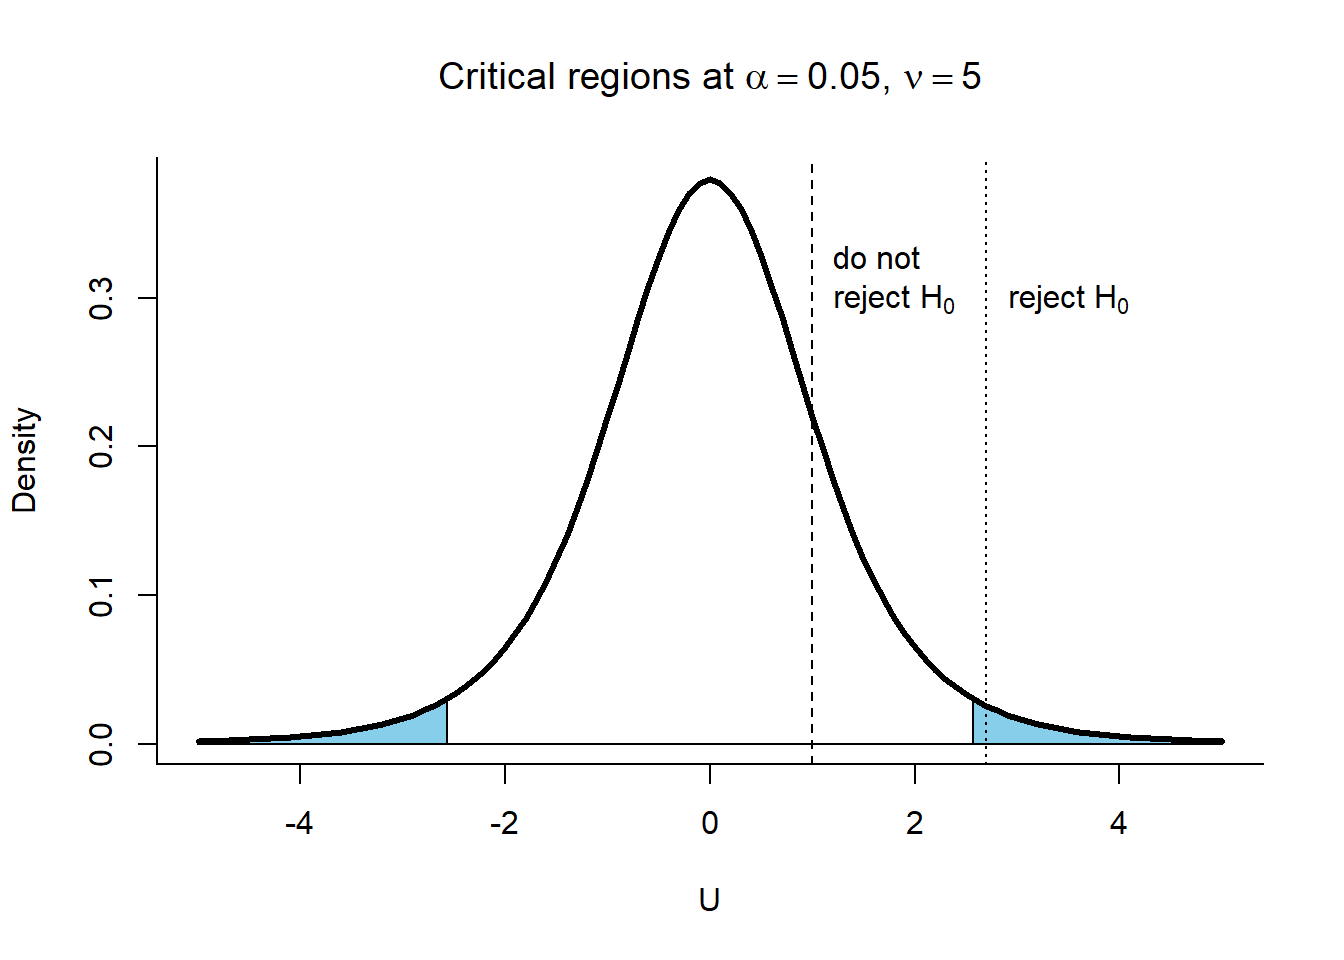 Critical regions at α = 0.05, ν = 5
do not
reject H₀
reject H₀
Density
0.3
0.2
0.1
0.0
-4
-2
0
2
4
U